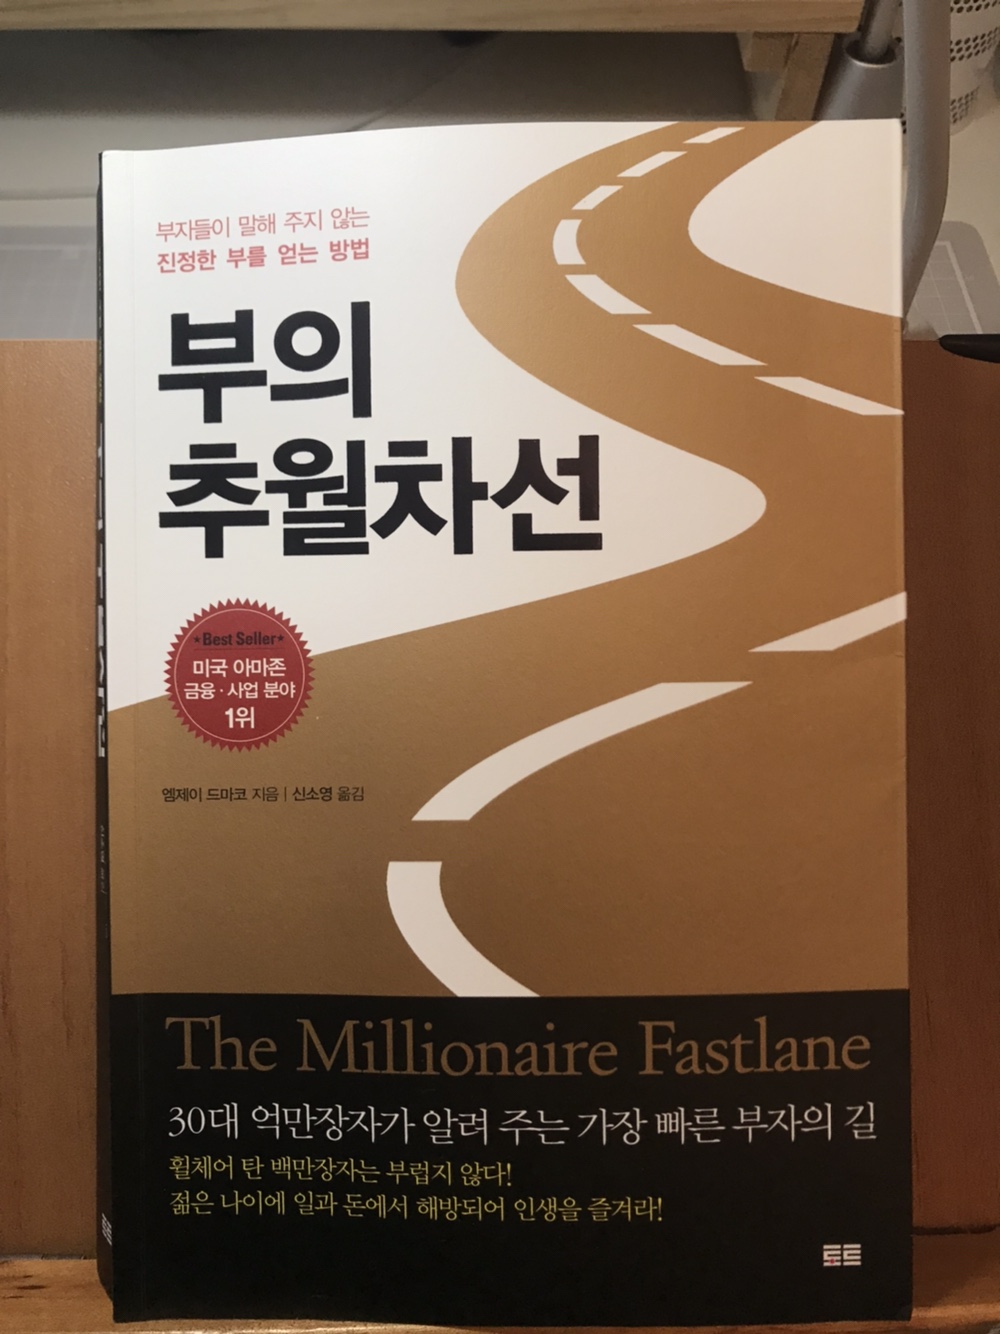 부자들이 말해 주지 않는
진정한 부를 얻는 방법
부의
추월차선
*Best Seller*
미국 아마존
금융·사업 분야
1위
엠제이 드마코 지음 | 신소영 옮김
The Millionaire Fastlane
30대 억만장자가 알려 주는 가장 빠른 부자의 길
휠체어 탄 백만장자는 부럽지 않다!
젊은 나이에 일과 돈에서 해방되어 인생을 즐겨라!
토트